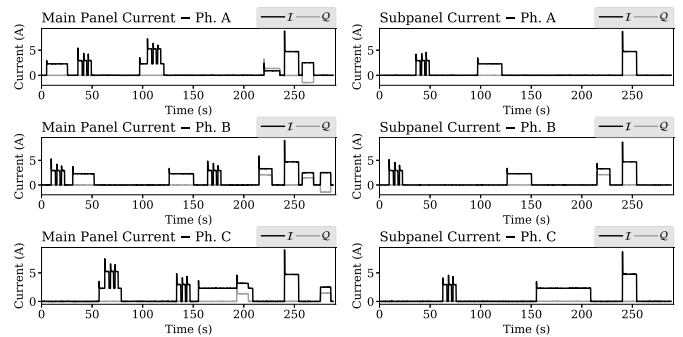 Main Panel Current − Ph. A
I Q
Current (A)
5
0
0 50 100 150 200 250
Time (s)
Subpanel Current − Ph. A
I Q
Current (A)
5
0
0 50 100 150 200 250
Time (s)
Main Panel Current − Ph. B
I Q
Current (A)
5
0
0 50 100 150 200 250
Time (s)
Subpanel Current − Ph. B
I Q
Current (A)
5
0
0 50 100 150 200 250
Time (s)
Main Panel Current − Ph. C
I Q
Current (A)
5
0
0 50 100 150 200 250
Time (s)
Subpanel Current − Ph. C
I Q
Current (A)
5
0
0 50 100 150 200 250
Time (s)